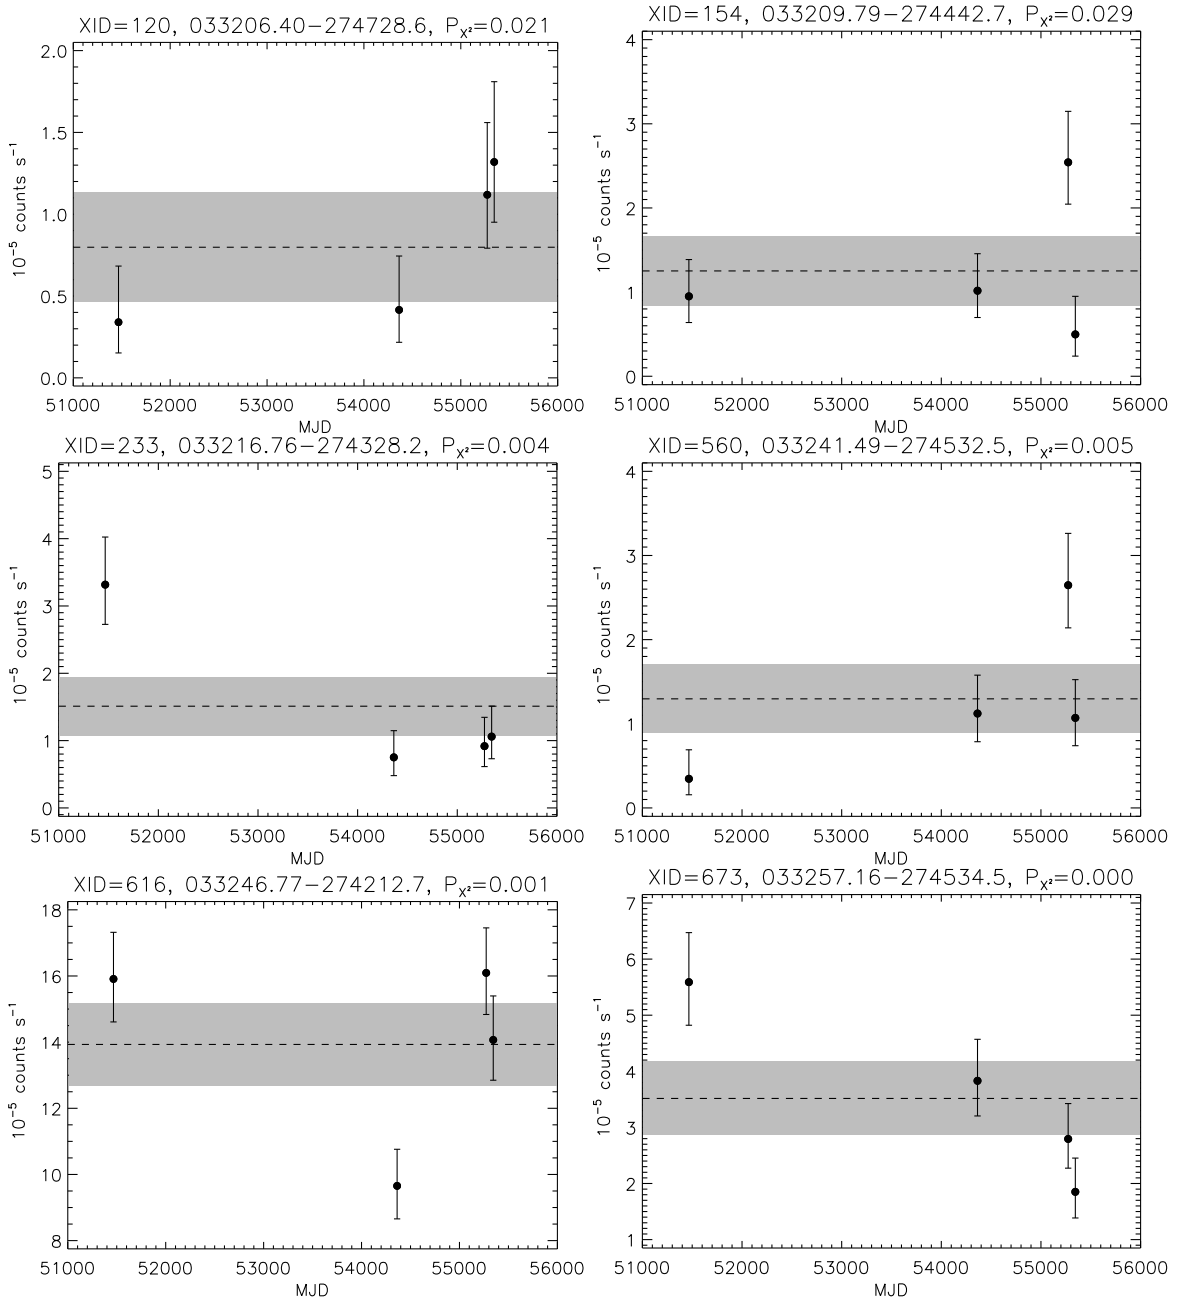 XID=120, 033206.40−274728.6, Pχ²=0.021
2.0
1.5
1.0
0.5
0.0
10⁻⁵ counts s⁻¹
51000 52000 53000 54000 55000 56000
MJD
XID=154, 033209.79−274442.7, Pχ²=0.029
4
3
2
1
0
10⁻⁵ counts s⁻¹
51000 52000 53000 54000 55000 56000
MJD
XID=233, 033216.76−274328.2, Pχ²=0.004
5
4
3
2
1
0
10⁻⁵ counts s⁻¹
51000 52000 53000 54000 55000 56000
MJD
XID=560, 033241.49−274532.5, Pχ²=0.005
4
3
2
1
0
10⁻⁵ counts s⁻¹
51000 52000 53000 54000 55000 56000
MJD
XID=616, 033246.77−274212.7, Pχ²=0.001
18
16
14
12
10
8
10⁻⁵ counts s⁻¹
51000 52000 53000 54000 55000 56000
MJD
XID=673, 033257.16−274534.5, Pχ²=0.000
7
6
5
4
3
2
1
10⁻⁵ counts s⁻¹
51000 52000 53000 54000 55000 56000
MJD